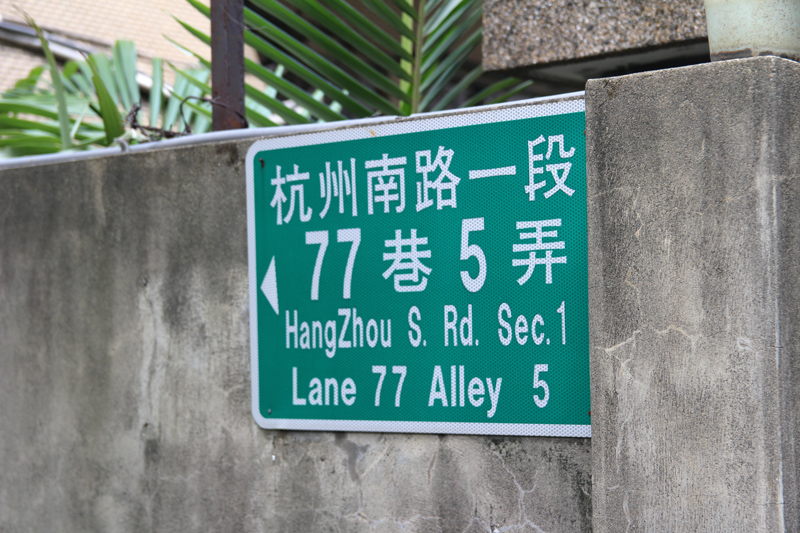 杭州南路一段
77巷5弄
HangZhou S. Rd. Sec.1
Lane 77 Alley 5